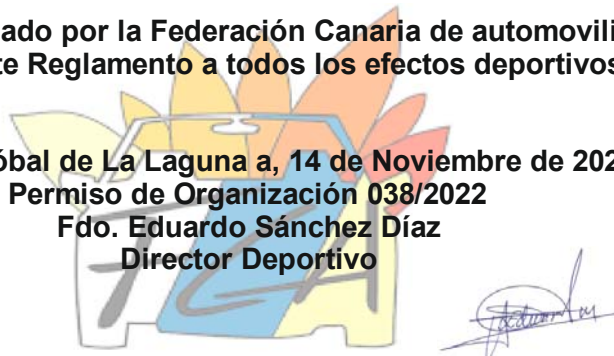 ado por la Federación Canaria de automovili
te Reglamento a todos los efectos deportivos
óbal de La Laguna a, 14 de Noviembre de 202
Permiso de Organización 038/2022
Fdo. Eduardo Sánchez Díaz
Director Deportivo
FCA